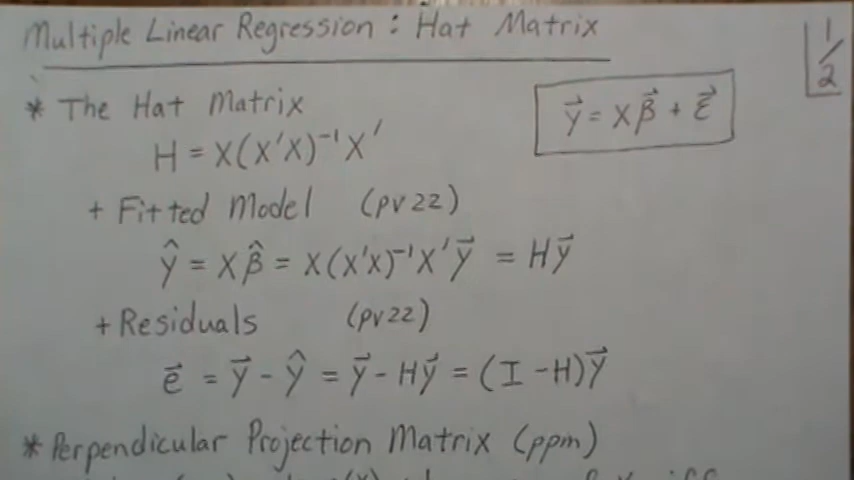 Multiple Linear Regression : Hat Matrix
1/2
* The Hat Matrix
y⃗ = Xβ⃗ + ε⃗
H = X(X'X)⁻¹X'
+ Fitted Model (pv22)
ŷ = Xβ̂ = X(X'X)⁻¹X'y⃗ = Hy⃗
+ Residuals (pv22)
e⃗ = y⃗ - ŷ = y⃗ - Hy⃗ = (I - H)y⃗
* Perpendicular Projection Matrix (ppm)